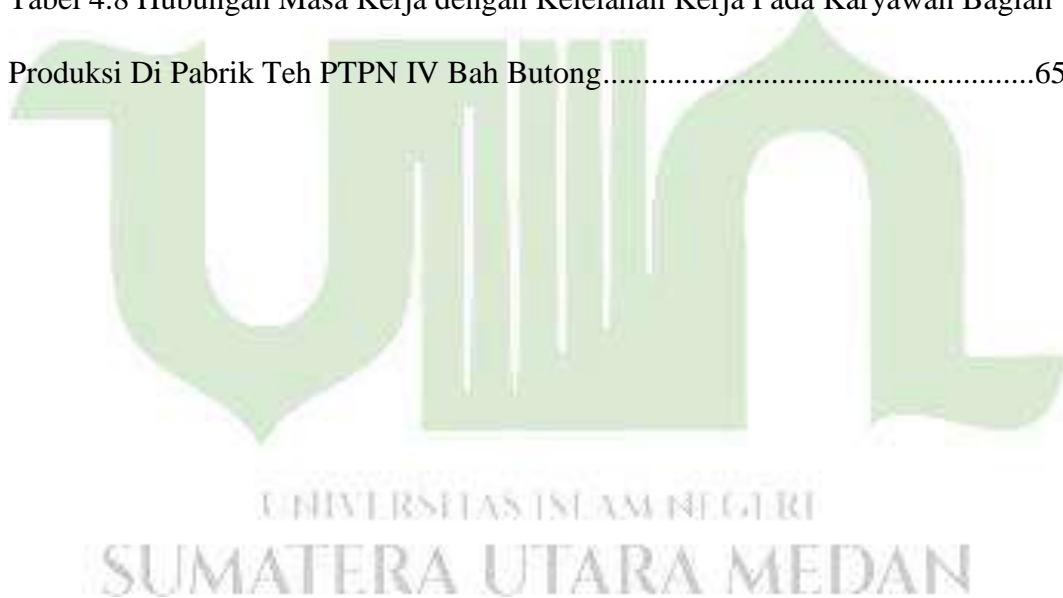 Tabel 4.8 Hubungan Masa Kerja dengan Kelelahan Kerja Pada Karyawan Bagian
Produksi Di Pabrik Teh PTPN IV Bah Butong......................................................65
UNIVERSITAS ISLAM NEGERI
SUMATERA UTARA MEDAN